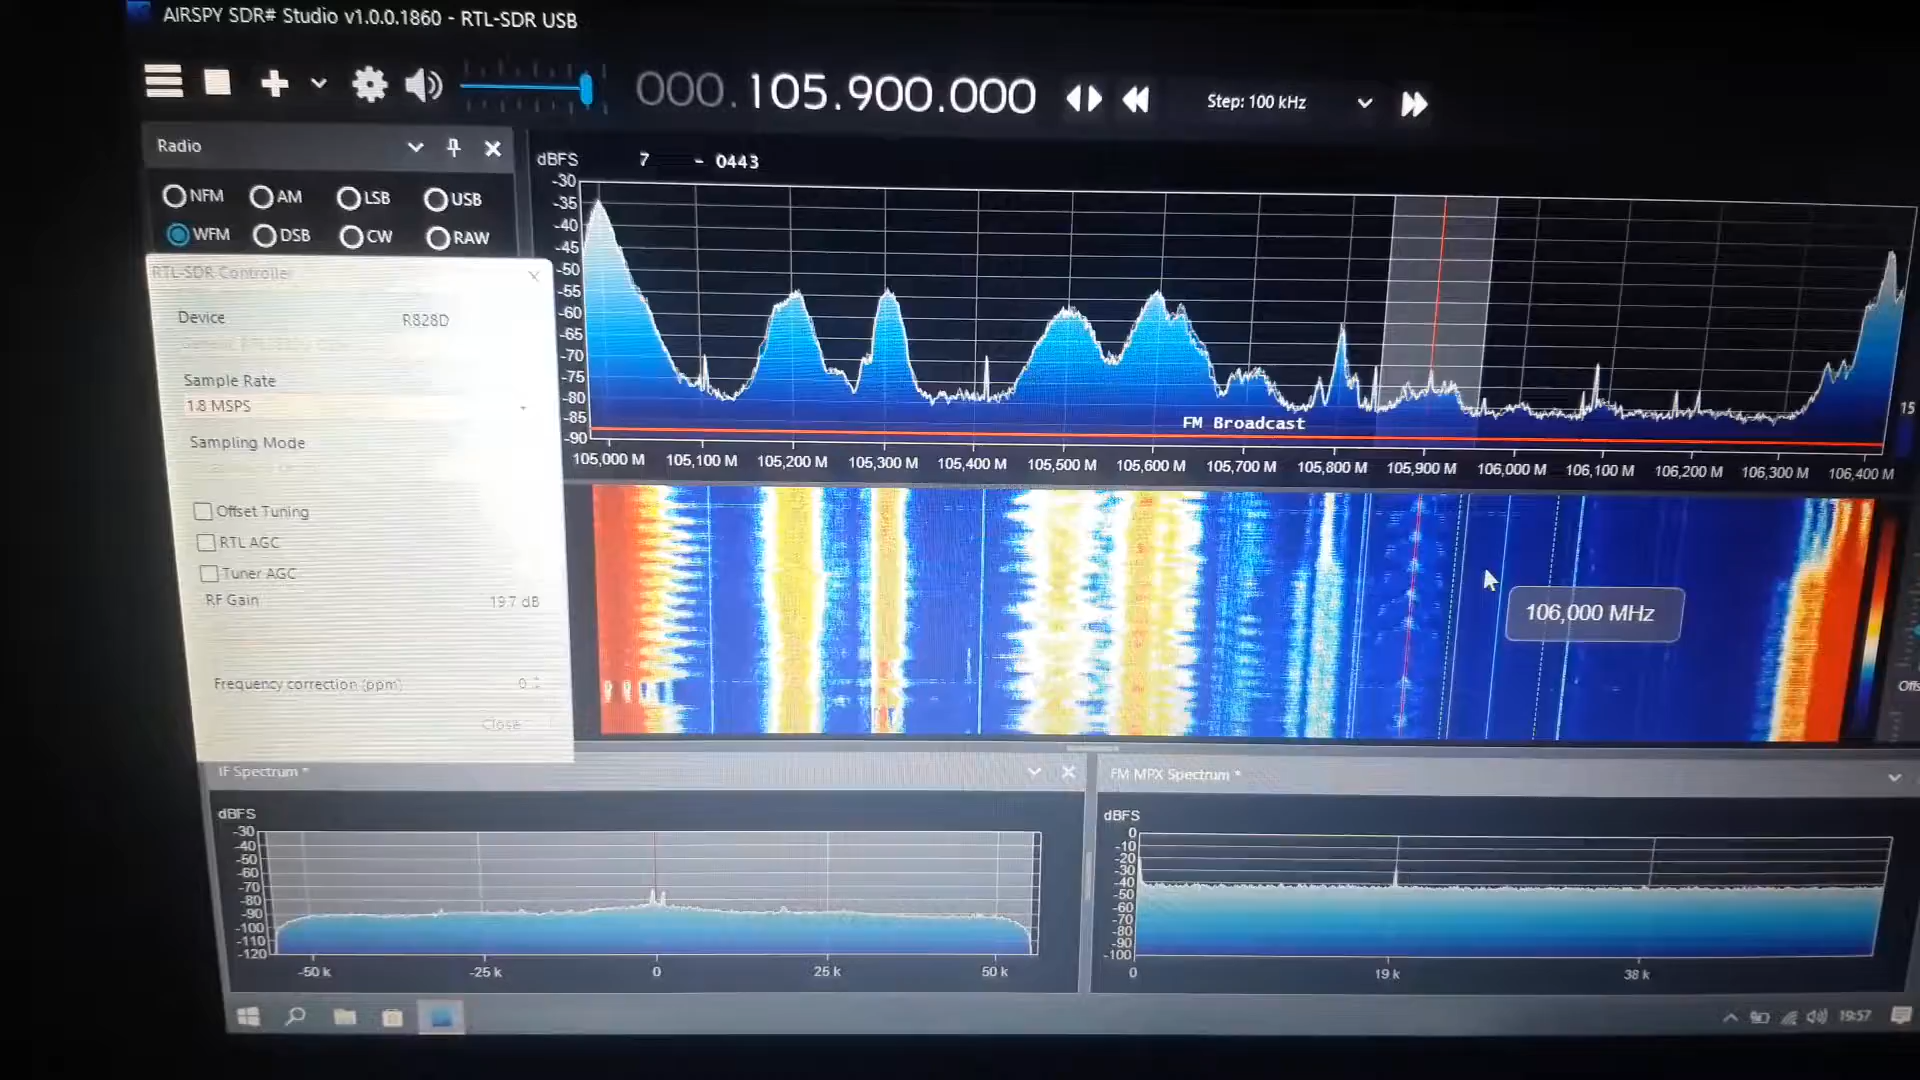 AIRSPY SDR# Studio v1.0.0.1860 - RTL-SDR USB
000.105.900.000
Step: 100 kHz
Radio
NFM AM LSB USB
WFM DSB CW RAW
RTL-SDR Controller
Device R828D
Sample Rate
1.8 MSPS
Sampling Mode
Offset Tuning
RTL AGC
Tuner AGC
RF Gain 19.7 dB
Frequency correction (ppm) 0
Close
dBFS 7 - 0443
-30
-35
-40
-45
-50
-55
-60
-65
-70
-75
-80
-85
-90
FM Broadcast
15
105,000 M 105,100 M 105,200 M 105,300 M 105,400 M 105,500 M 105,600 M 105,700 M 105,800 M 105,900 M 106,000 M 106,100 M 106,200 M 106,300 M 106,400 M
106,000 MHz
Offs
IF Spectrum *
dBFS
-30
-40
-50
-60
-70
-80
-90
-100
-110
-120
-50 k -25 k 0 25 k 50 k
FM MPX Spectrum *
dBFS
0
-10
-20
-30
-40
-50
-60
-70
-80
-90
-100
0 19 k 38 k
19:57